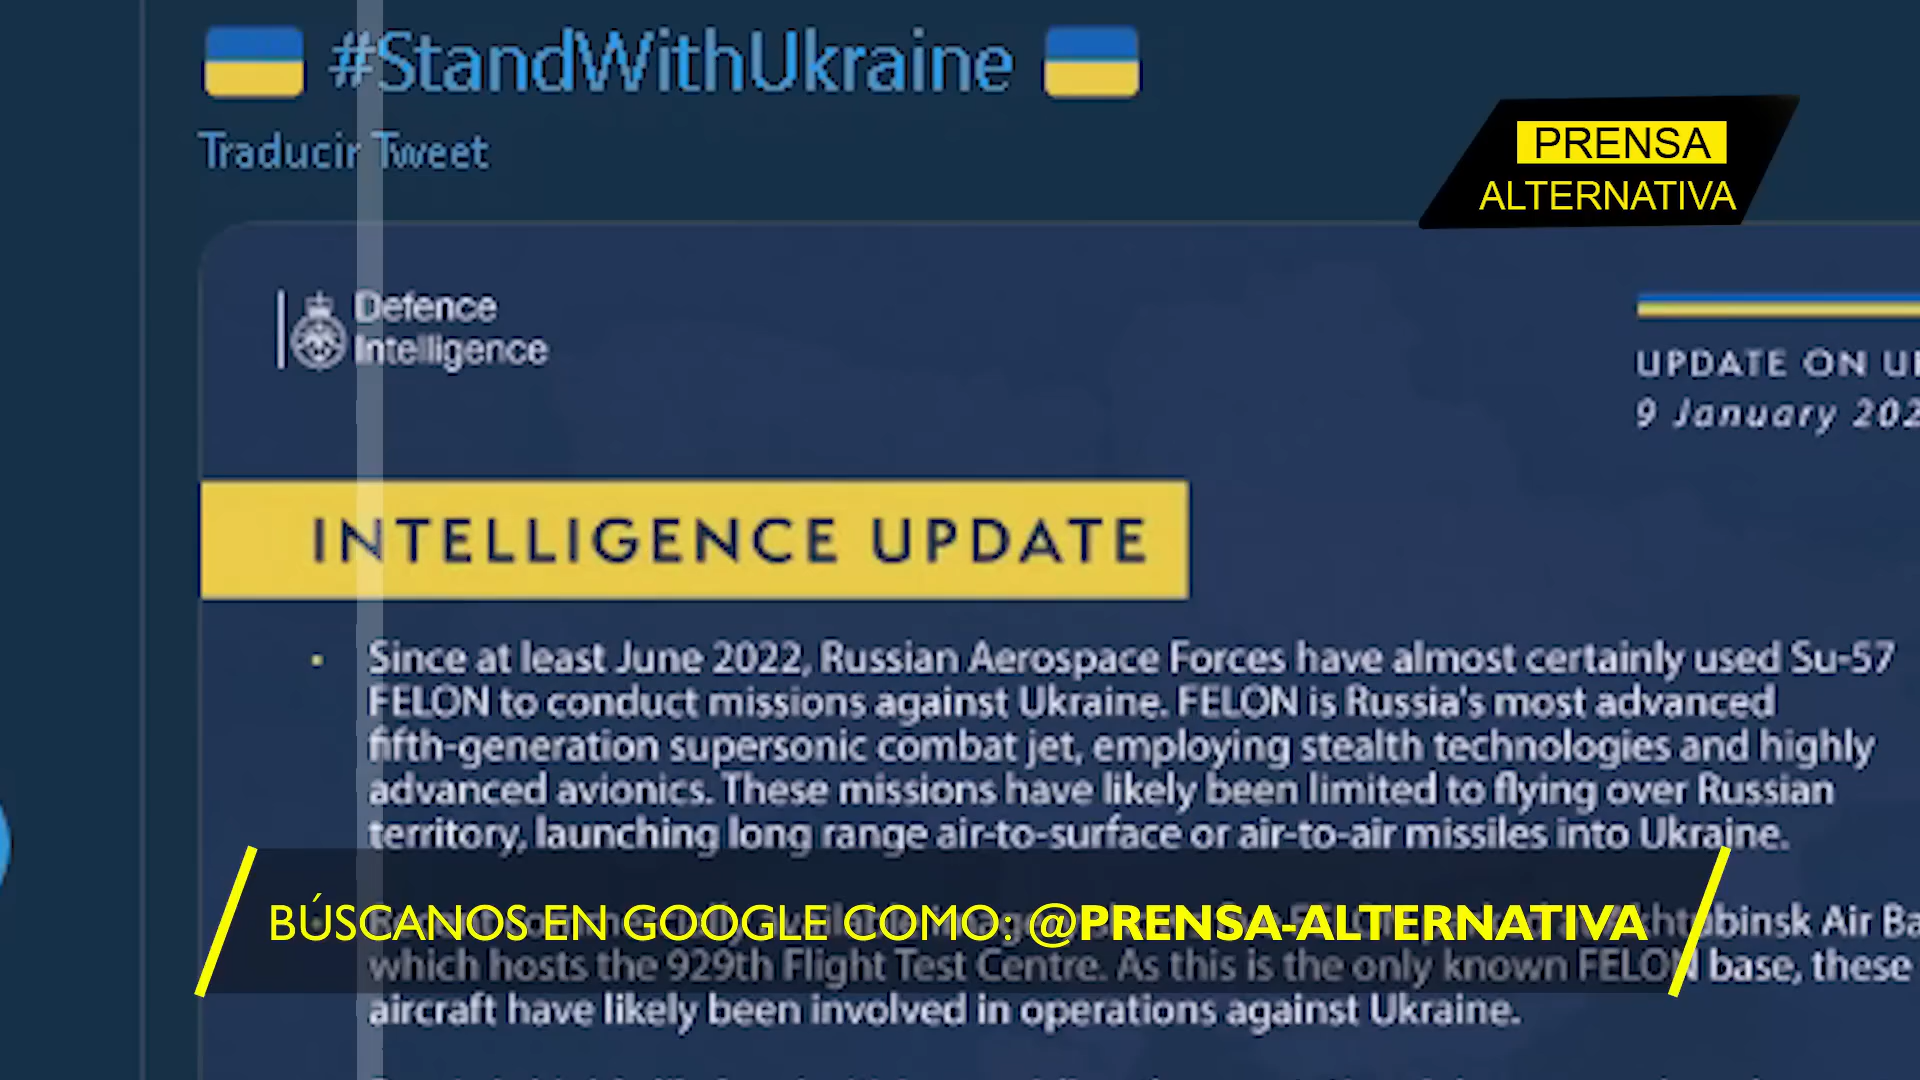 #StandWithUkraine
Traducir Tweet
PRENSA
ALTERNATIVA
Defence
Intelligence
UPDATE ON
9 January
INTELLIGENCE UPDATE
Since at least June 2022, Russian Aerospace Forces have almost certainly used Su-57
FELON to conduct missions against Ukraine. FELON is Russia's most advanced
fifth-generation supersonic combat jet, employing stealth technologies and highly
advanced avionics. These missions have likely been limited to flying over Russian
territory, launching long range air-to-surface or air-to-air missiles into Ukraine.
BÚSCANOS EN GOOGLE COMO: @PRENSA-ALTERNATIVA
Air
which hosts the 929th Flight Test Centre. As this is the only known FELON base, these
aircraft have likely been involved in operations against Ukraine.